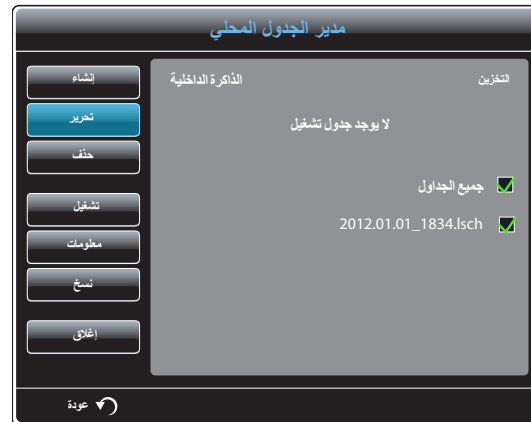 مدير الجدول المحلي
التخزين الذاكرة الداخلية
لا يوجد جدول تشغيل
جميع الجداول
2012.01.01_1834.lsch
إنشاء
تحرير
حذف
تشغيل
معلومات
نسخ
إغلاق
عودة